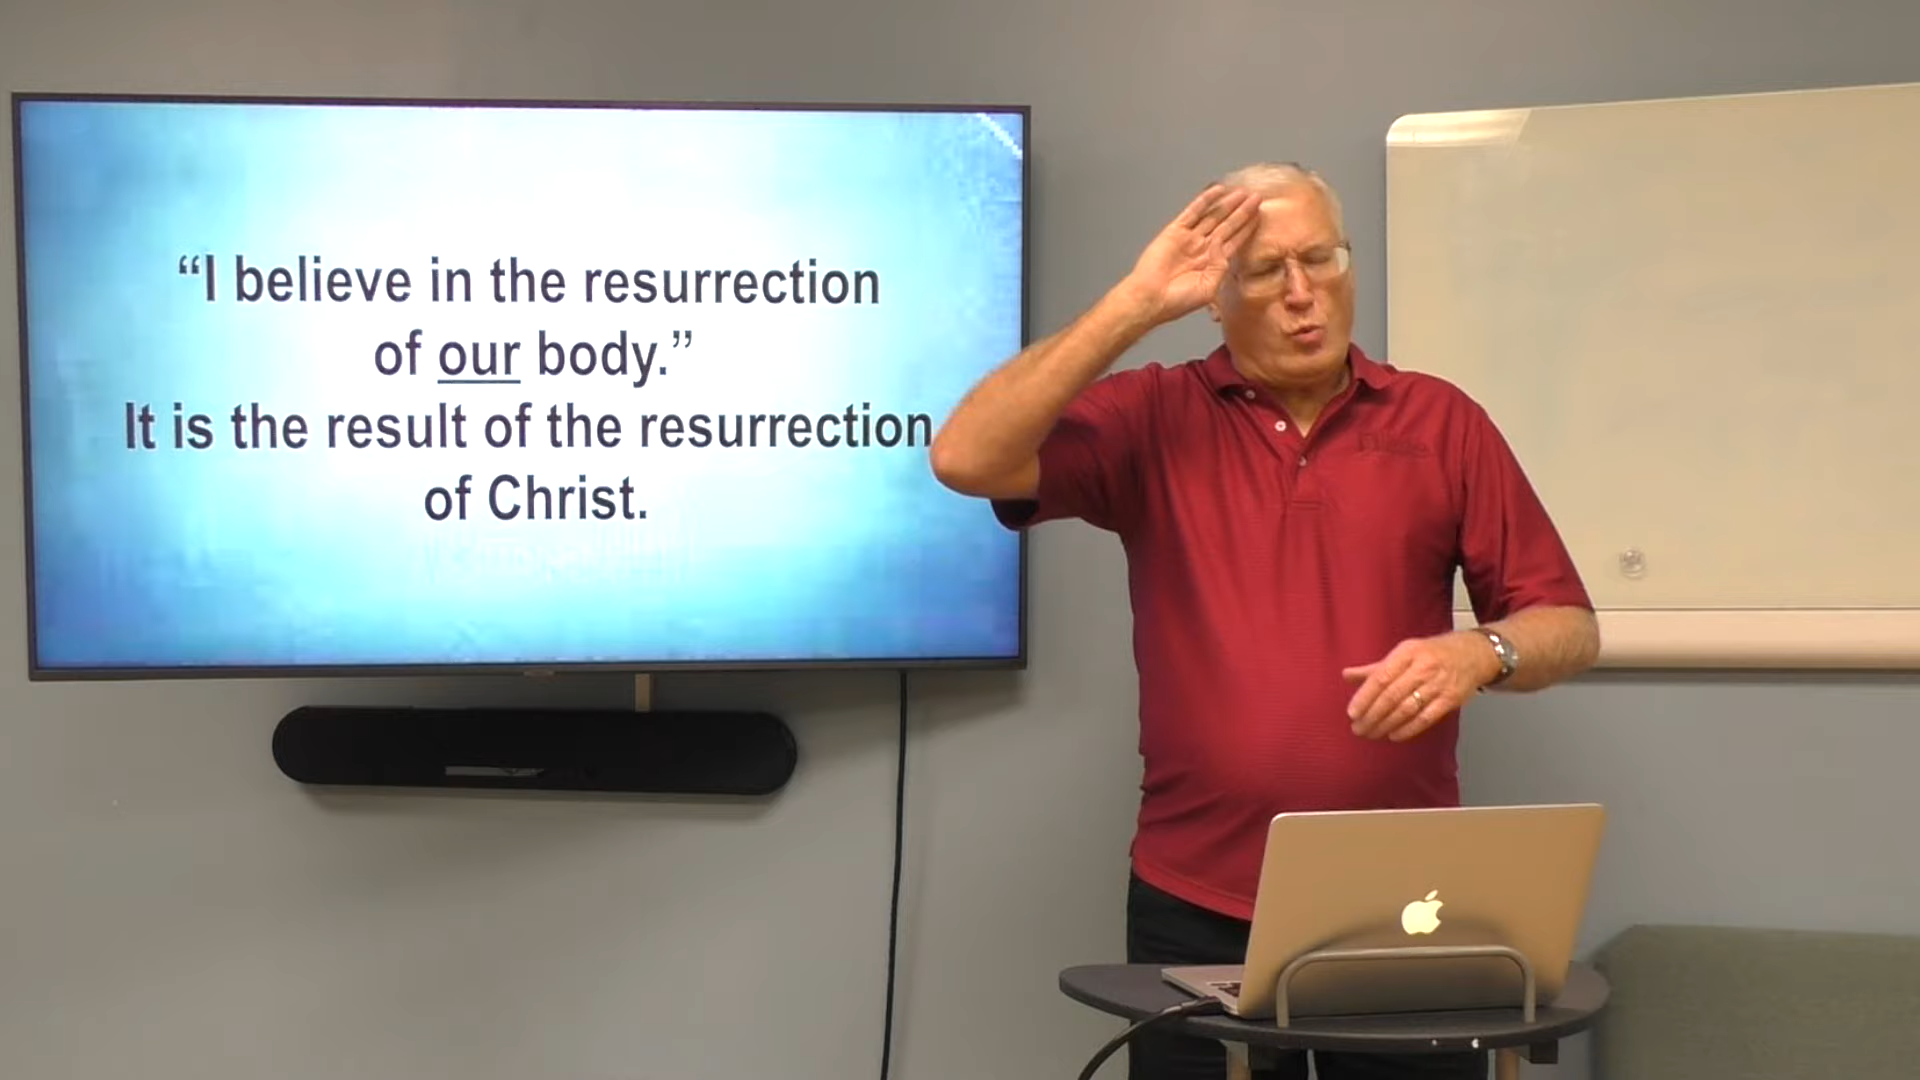 “I believe in the resurrection
of our body.”
It is the result of the resurrection
of Christ.